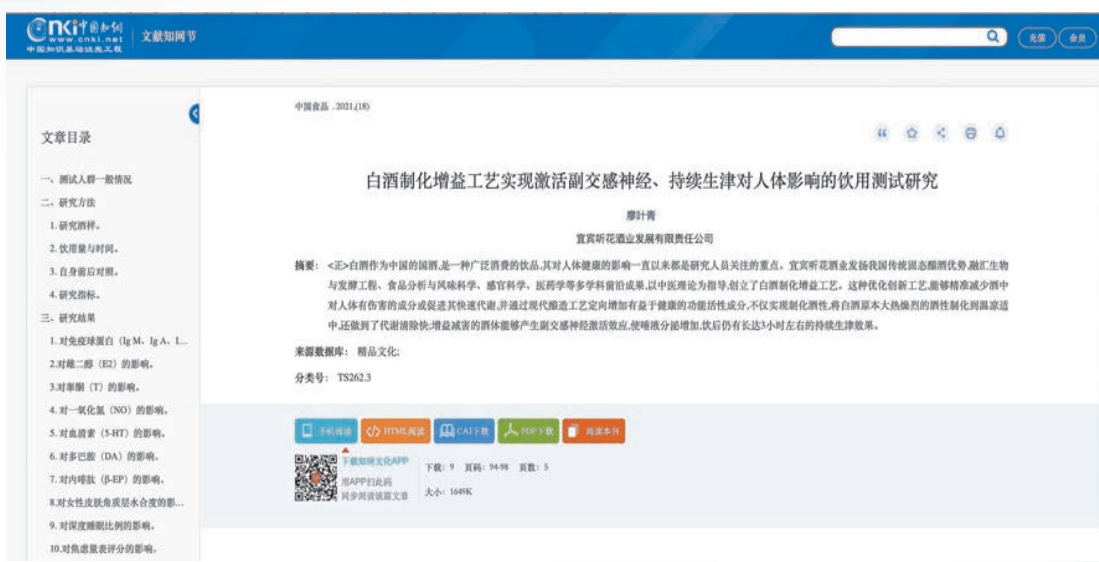 Cnki中国知网
www.cnki.net
中国知识基础设施工程
文献知网节
充值
会员
文章目录
一、测试人群一般情况
二、研究方法
1. 研究酒样。
2. 饮用量与时间。
3. 自身前后对照。
4. 研究指标。
三、研究结果
1. 对免疫球蛋白（Ig M、Ig A、I...
2.对雌二醇（E2）的影响。
3.对睾酮（T）的影响。
4. 对一氧化氮（NO）的影响。
5. 对血清素（5-HT）的影响。
6. 对多巴胺（DA）的影响。
7. 对内啡肽（β-EP）的影响。
8.对女性皮肤角质层水合度的影...
9. 对深度睡眠比例的影响。
10.对焦虑量表评分的影响。
中国食品 . 2021,(18)
白酒制化增益工艺实现激活副交感神经、持续生津对人体影响的饮用测试研究
廖叶青
宜宾听花酒业发展有限责任公司
摘要： <正>白酒作为中国的国酒,是一种广泛消费的饮品,其对人体健康的影响一直以来都是研究人员关注的重点。宜宾听花酒业发扬我国传统固态酿酒优势,融汇生物
与发酵工程、食品分析与风味科学、感官科学、医药学等多学科前沿成果,以中医理论为指导,创立了白酒制化增益工艺。这种优化创新工艺,能够精准减少酒中
对人体有伤害的成分或促进其快速代谢,并通过现代酿造工艺定向增加有益于健康的功能活性成分,不仅实现制化酒性,将白酒原本大热燥烈的酒性制化到温凉适
中,还做到了代谢清除快;增益减害的酒体能够产生副交感神经激活效应,使唾液分泌增加,饮后仍有长达3小时左右的持续生津效果。
来源数据库： 精品文化;
分类号： TS262.3
手机阅读
HTML阅读
CAJ下载
PDF下载
阅读本刊
下载知网文化APP
用APP扫此码
同步阅读该篇文章
下载：9 页码：94-98 页数：5
大小：1649K